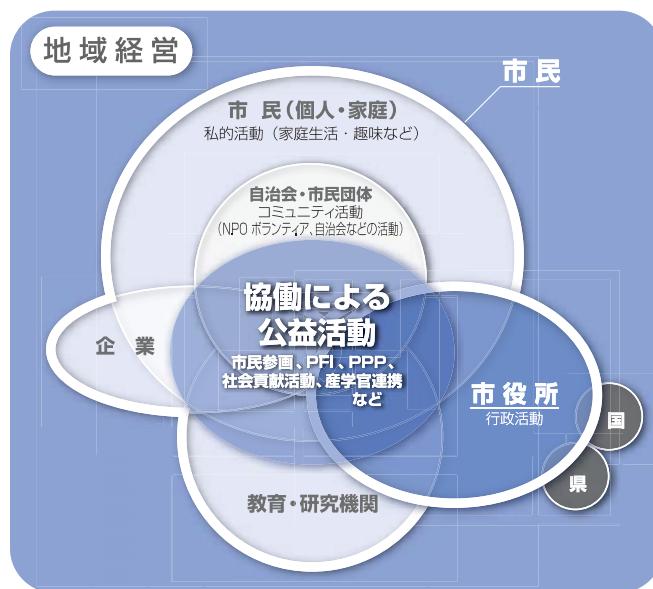 地域経営
市民
市 民（個人・家庭）
私的活動（家庭生活・趣味など）
自治会・市民団体
コミュニティ活動
（NPO ボランティア、自治会などの活動）
協働による
公益活動
市民参画、PFI、PPP、
社会貢献活動、産学官連携
など
企 業
市役所
行政活動
国
県
教育・研究機関